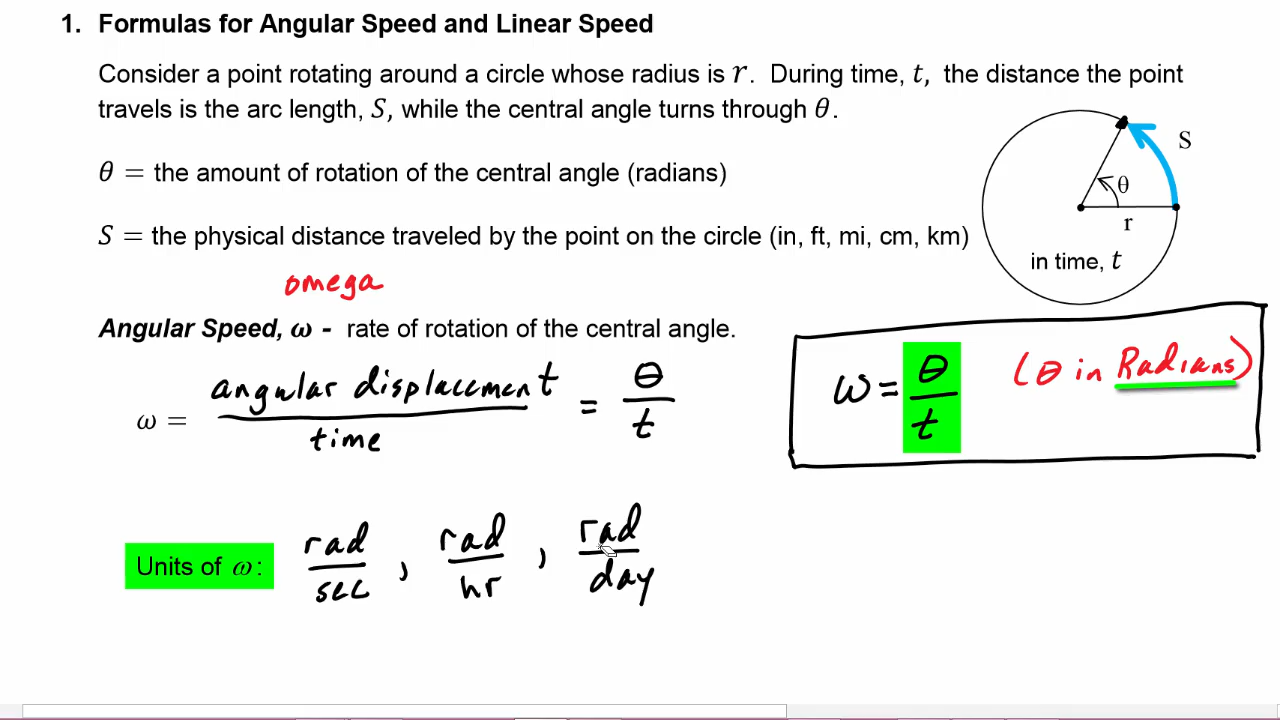 1. Formulas for Angular Speed and Linear Speed
Consider a point rotating around a circle whose radius is r. During time, t, the distance the point
travels is the arc length, S, while the central angle turns through θ.
S
θ
r
in time, t
θ = the amount of rotation of the central angle (radians)
S = the physical distance traveled by the point on the circle (in, ft, mi, cm, km)
omega
Angular Speed, ω - rate of rotation of the central angle.
ω = angular displacement / time = θ / t
ω = θ / t (θ in Radians)
Units of ω: rad / sec , rad / hr , rad / day